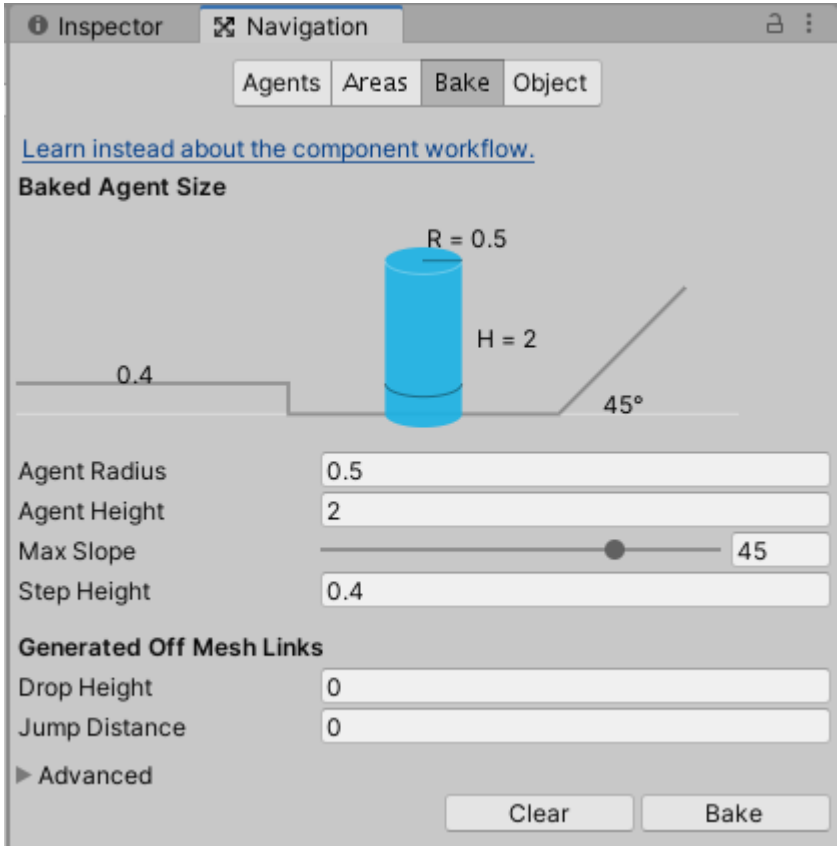 Inspector Navigation
Agents Areas Bake Object
Learn instead about the component workflow.
Baked Agent Size
R = 0.5
H = 2
0.4
45°
Agent Radius 0.5
Agent Height 2
Max Slope 45
Step Height 0.4
Generated Off Mesh Links
Drop Height 0
Jump Distance 0
Advanced
Clear Bake